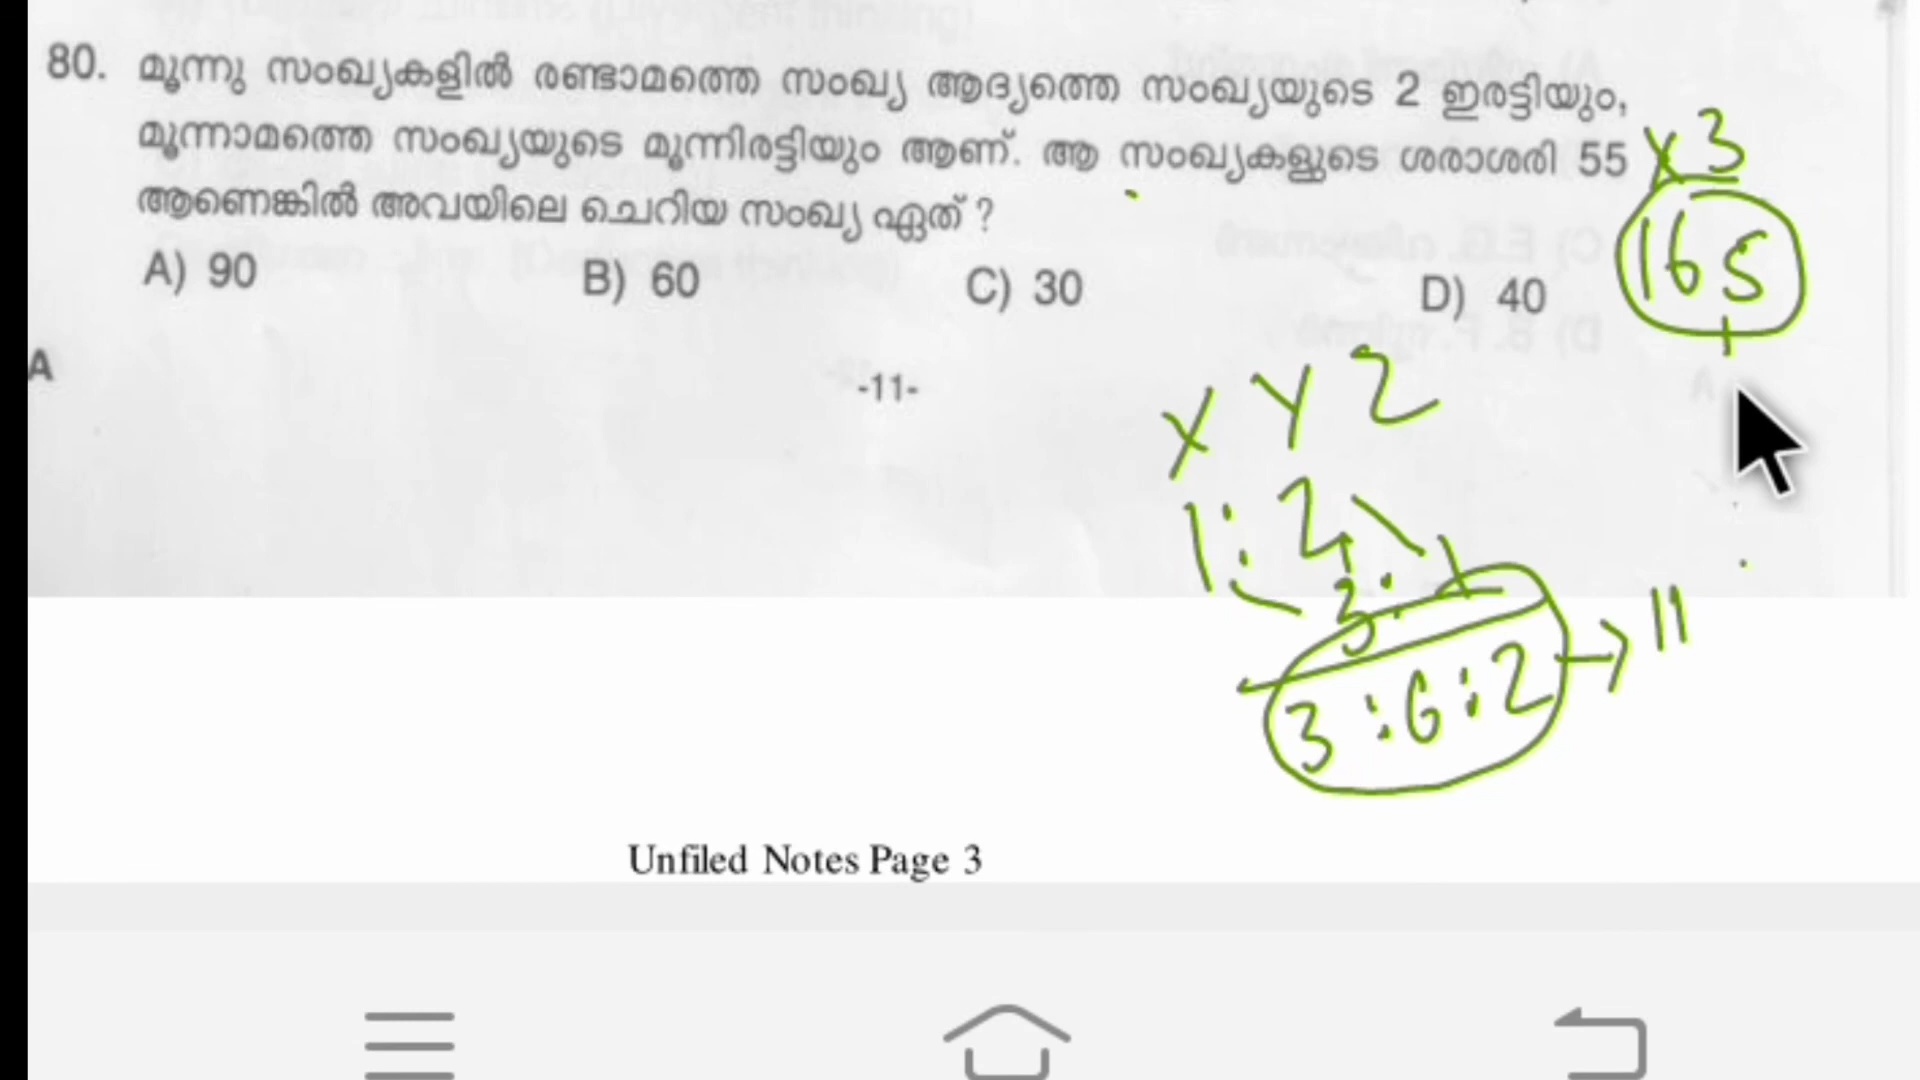 80. മൂന്നു സംഖ്യകളിൽ രണ്ടാമത്തെ സംഖ്യ ആദ്യത്തെ സംഖ്യയുടെ 2 ഇരട്ടിയും,
മൂന്നാമത്തെ സംഖ്യയുടെ മൂന്നിരട്ടിയും ആണ്. ആ സംഖ്യകളുടെ ശരാശരി 55
ആണെങ്കിൽ അവയിലെ ചെറിയ സംഖ്യ ഏത് ?
A) 90 B) 60 C) 30 D) 40
x 3
165
A
-11-
X Y Z
1 : 2
3 : 1
3 : 6 : 2 → 11
Unfiled Notes Page 3